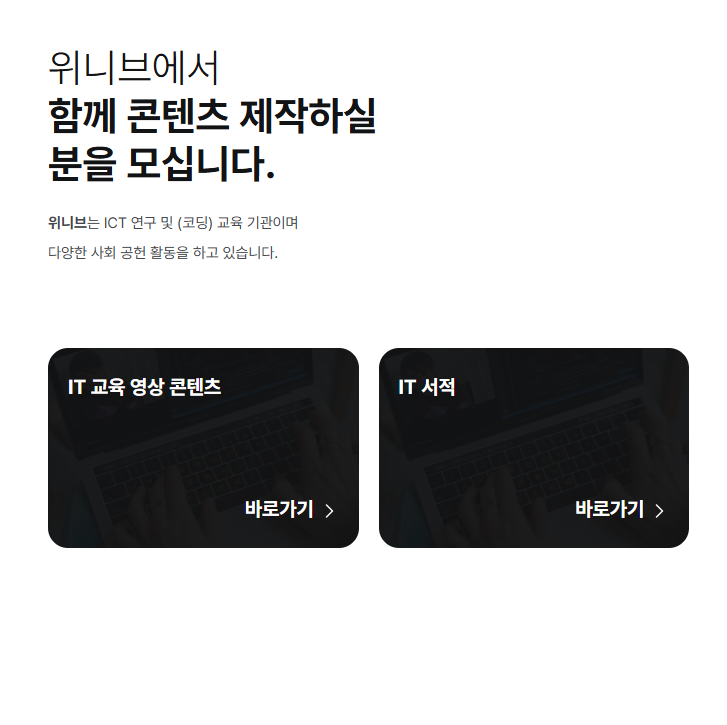 위니브에서
함께 콘텐츠 제작하실
분을 모십니다.
위니브는 ICT 연구 및 (코딩) 교육 기관이며
다양한 사회 공헌 활동을 하고 있습니다.
IT 교육 영상 콘텐츠
바로가기
IT 서적
바로가기